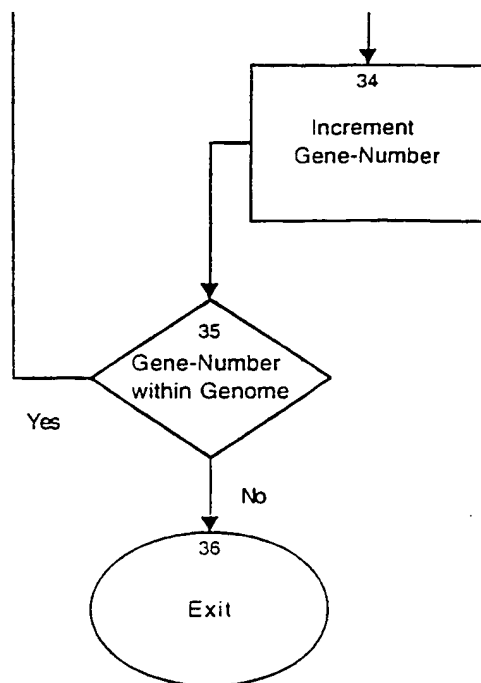 34
Increment
Gene-Number
35
Gene-Number
within Genome
Yes
No
36
Exit